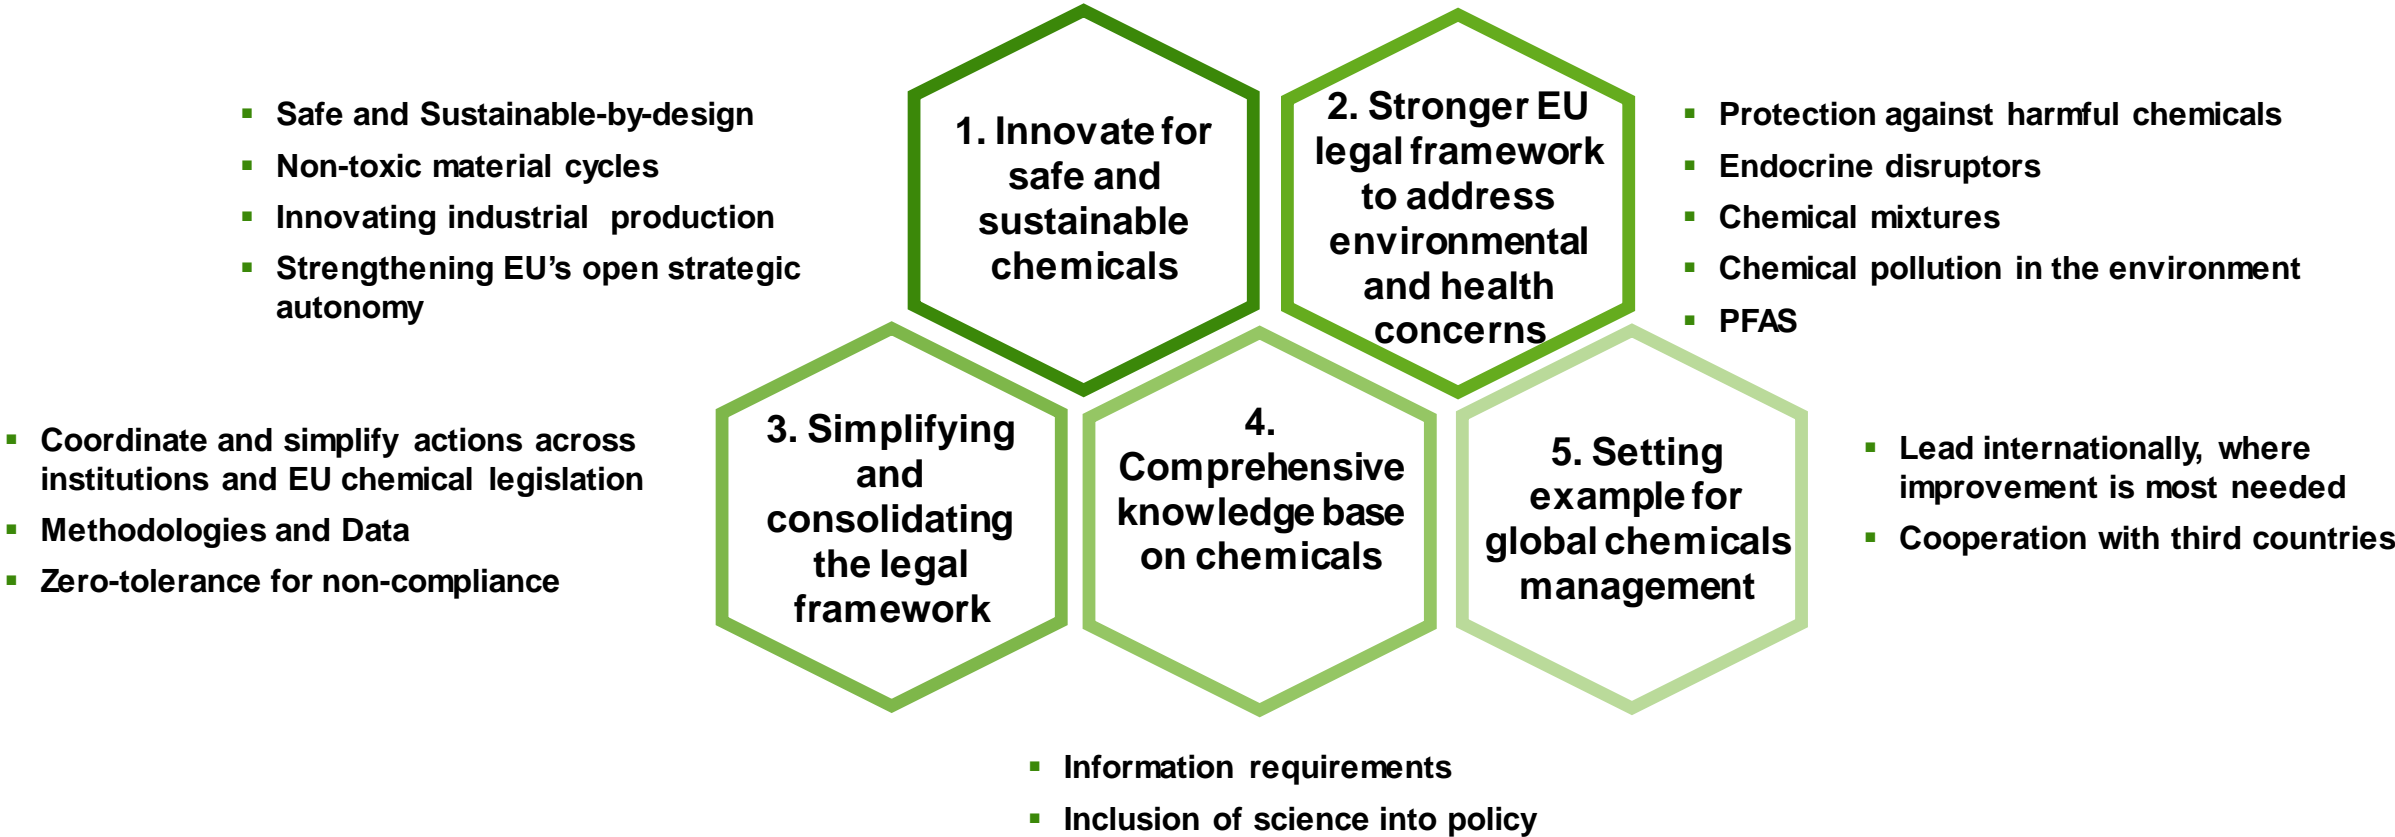 Safe and Sustainable-by-design
Non-toxic material cycles
Innovating industrial production
Strengthening EU’s open strategic
autonomy
1. Innovate for
safe and
sustainable
chemicals
2. Stronger EU
legal framework
to address
environmental
and health
concerns
Protection against harmful chemicals
Endocrine disruptors
Chemical mixtures
Chemical pollution in the environment
PFAS
Coordinate and simplify actions across
institutions and EU chemical legislation
Methodologies and Data
Zero-tolerance for non-compliance
3. Simplifying
and
consolidating
the legal
framework
4.
Comprehensive
knowledge base
on chemicals
5. Setting
example for
global chemicals
management
Lead internationally, where
improvement is most needed
Cooperation with third countries
Information requirements
Inclusion of science into policy